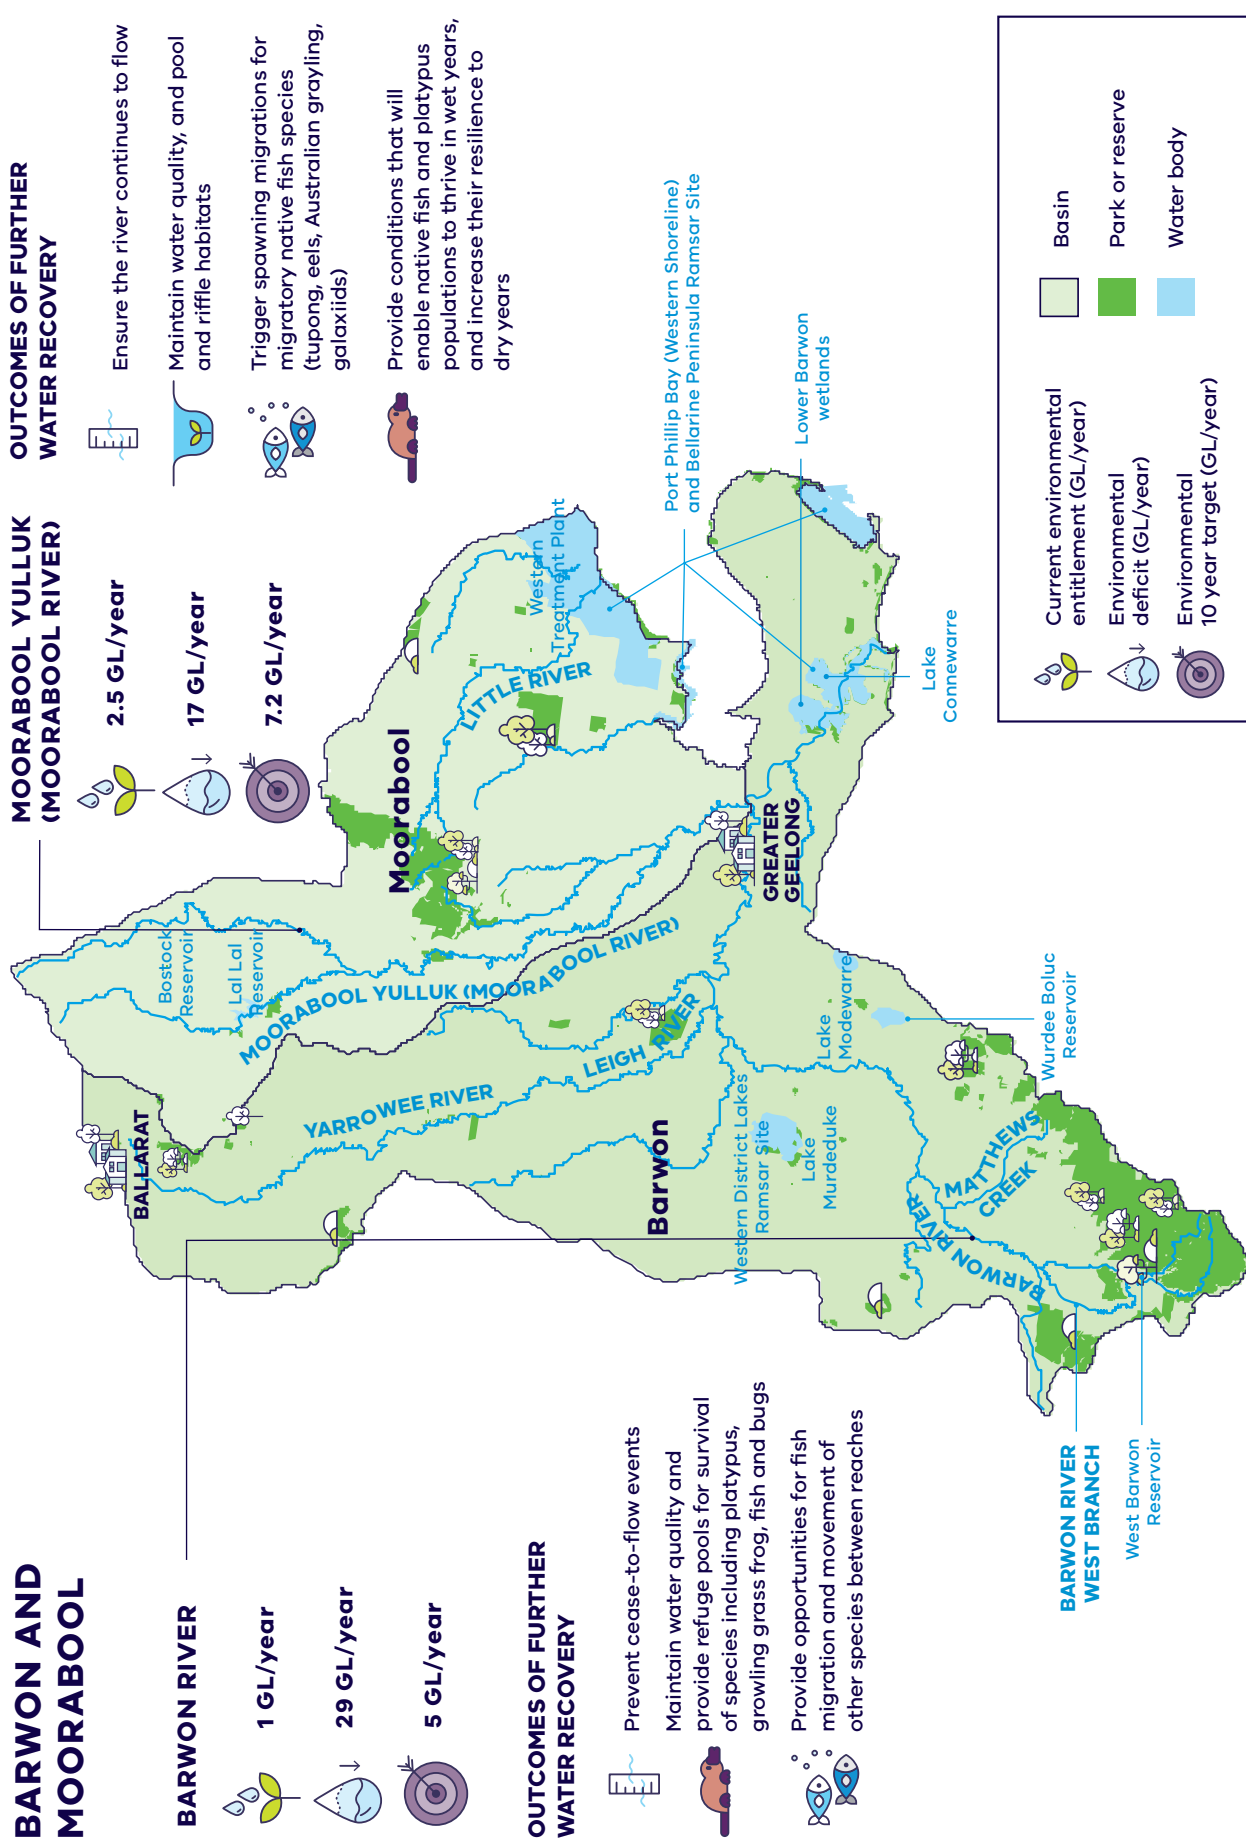 BARWON AND
MOORABOOL
BARWON RIVER
1 GL/year
29 GL/year
5 GL/year
OUTCOMES OF FURTHER
WATER RECOVERY
Prevent cease-to-flow events
Maintain water quality and
provide refuge pools for survival
of species including platypus,
growling grass frog, fish and bugs
Provide opportunities for fish
migration and movement of
other species between reaches
MOORABOOL YULLUK
(MOORABOOL RIVER)
2.5 GL/year
17 GL/year
7.2 GL/year
OUTCOMES OF FURTHER
WATER RECOVERY
Ensure the river continues to flow
Maintain water quality, and pool
and riffle habitats
Trigger spawning migrations for
migratory native fish species
(tupong, eels, Australian grayling,
galaxiids)
Provide conditions that will
enable native fish and platypus
populations to thrive in wet years,
and increase their resilience to
dry years
BALLARAT
Bostock
Reservoir
Lal Lal
Reservoir
MOORABOOL YULLUK (MOORABOOL RIVER)
YARROWEE RIVER
LEIGH RIVER
Moorabool
LITTLE RIVER
Western
Treatment Plant
Port Phillip Bay (Western Shoreline)
and Bellarine Peninsula Ramsar Site
Lower Barwon
wetlands
Lake
Connewarre
GREATER
GEELONG
Barwon
Western District Lakes
Ramsar Site
Lake
Murdeduke
Lake
Modewarre
Wurdee Boluc
Reservoir
BARWON RIVER
MATTHEWS
CREEK
BARWON RIVER
WEST BRANCH
West Barwon
Reservoir
Current environmental
entitlement (GL/year)
Environmental
deficit (GL/year)
Environmental
10 year target (GL/year)
Basin
Park or reserve
Water body